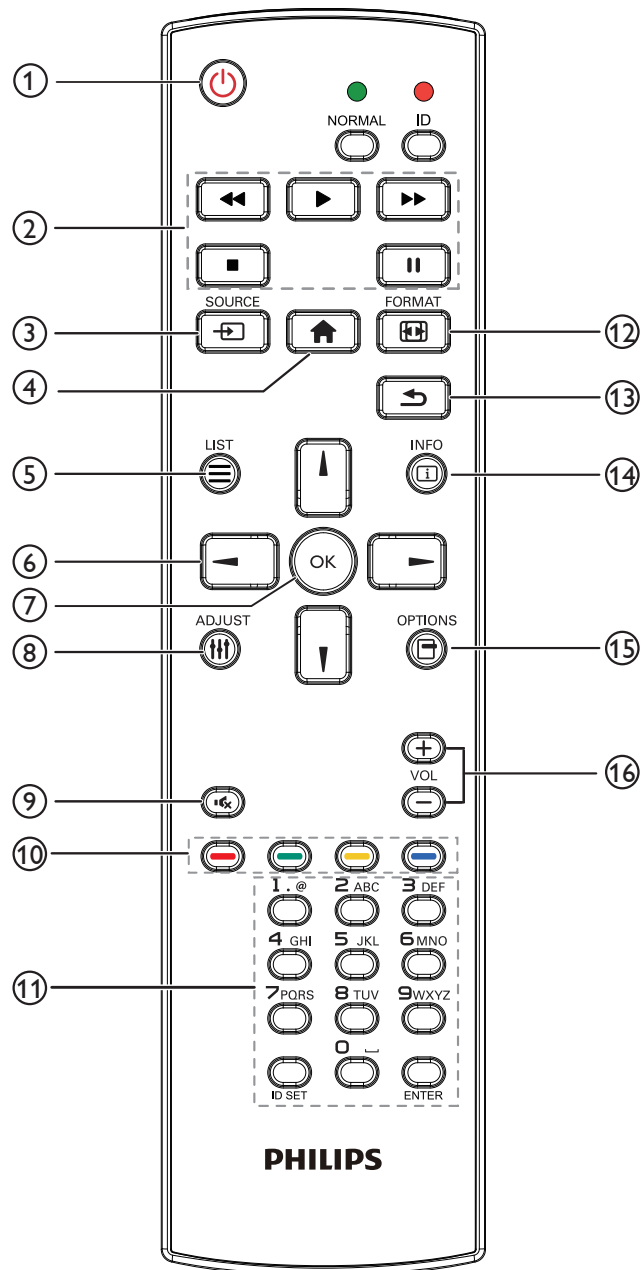 1
NORMAL ID
2
SOURCE FORMAT
3 12
4
13
LIST INFO
5 14
6 OK
7
ADJUST OPTIONS
8 15
+
VOL 16
−
9
10
1 . @ 2 ABC 3 DEF
4 GHI 5 JKL 6 MNO
11
7 PQRS 8 TUV 9 WXYZ
0 ⎵
ID SET ENTER
PHILIPS